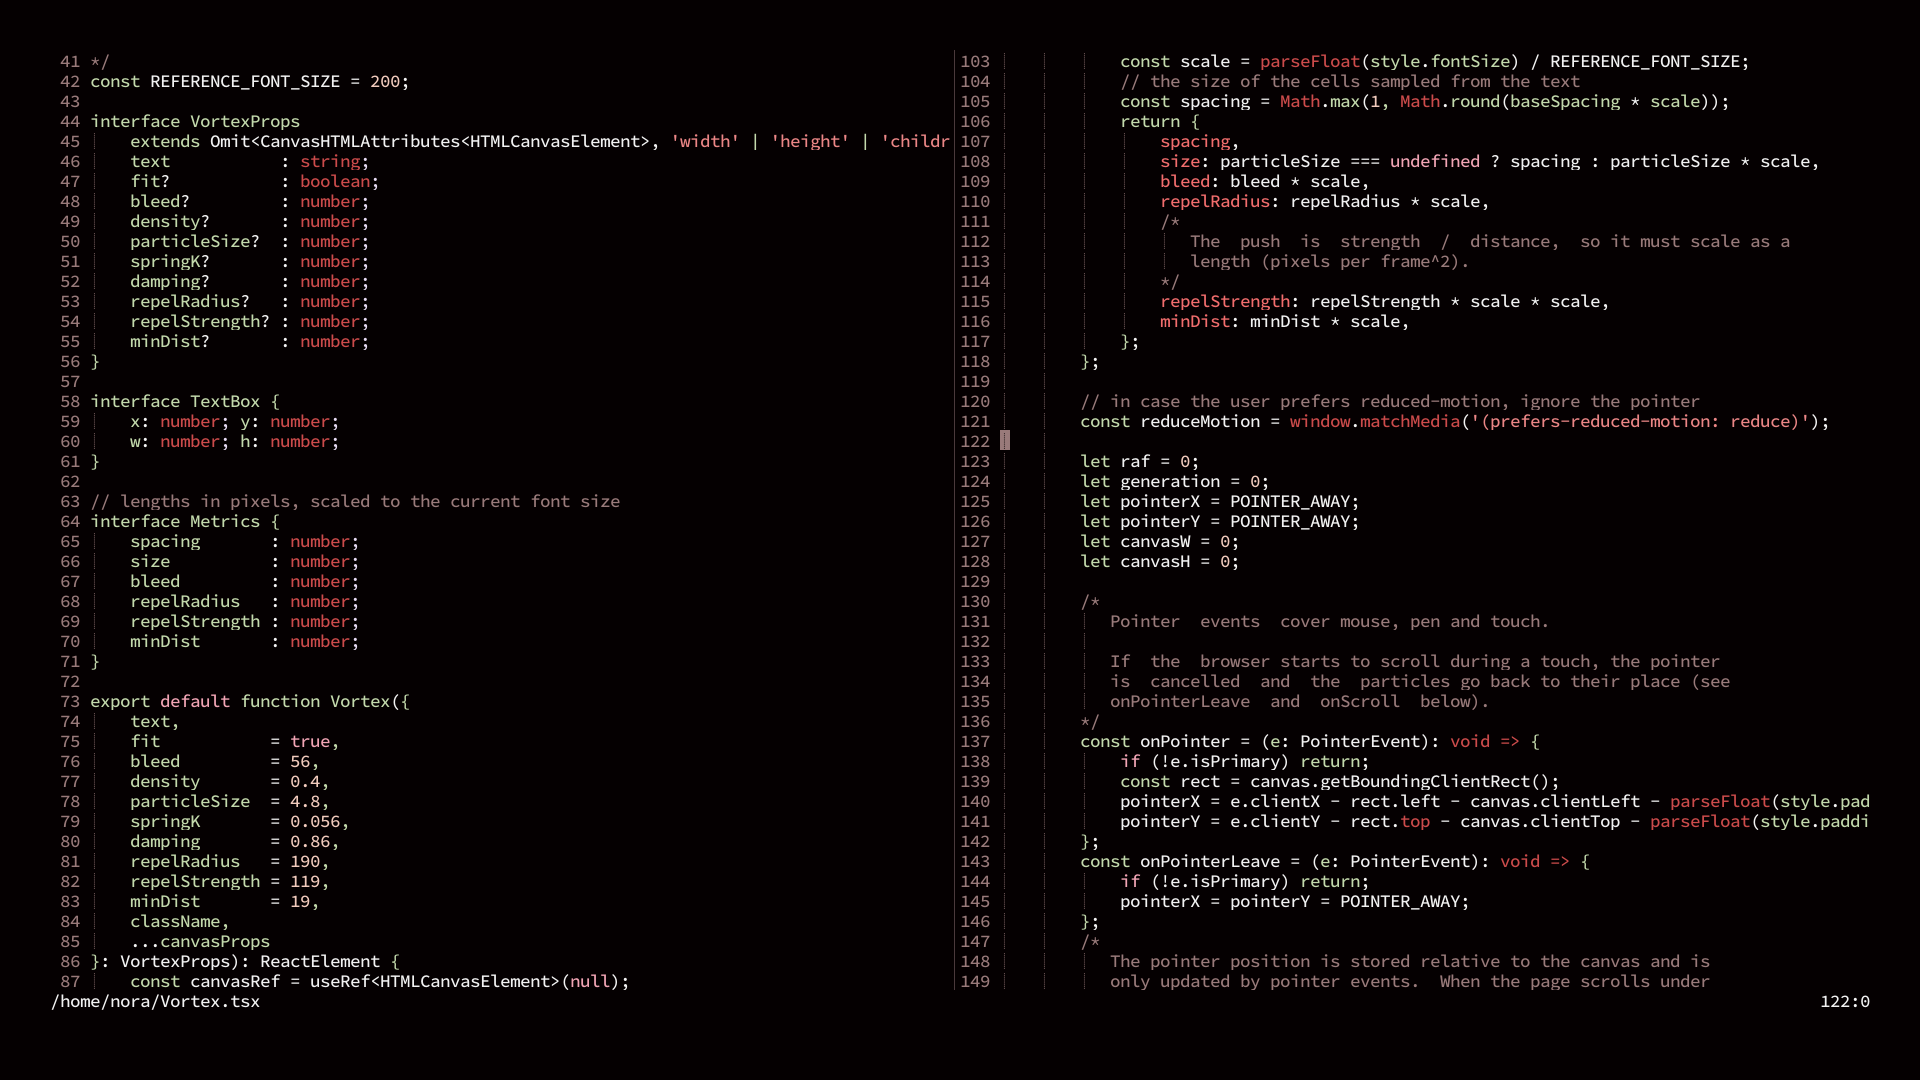 41 */
42 const REFERENCE_FONT_SIZE = 200;
43
44 interface VortexProps
45     extends Omit<CanvasHTMLAttributes<HTMLCanvasElement>, 'width' | 'height' | 'childr
46     text           : string;
47     fit?           : boolean;
48     bleed?         : number;
49     density?       : number;
50     particleSize?  : number;
51     springK?       : number;
52     damping?       : number;
53     repelRadius?   : number;
54     repelStrength? : number;
55     minDist?       : number;
56 }
57
58 interface TextBox {
59     x: number; y: number;
60     w: number; h: number;
61 }
62
63 // lengths in pixels, scaled to the current font size
64 interface Metrics {
65     spacing       : number;
66     size          : number;
67     bleed         : number;
68     repelRadius   : number;
69     repelStrength : number;
70     minDist       : number;
71 }
72
73 export default function Vortex({
74     text,
75     fit           = true,
76     bleed         = 56,
77     density       = 0.4,
78     particleSize  = 4.8,
79     springK       = 0.056,
80     damping       = 0.86,
81     repelRadius   = 190,
82     repelStrength = 119,
83     minDist       = 19,
84     className,
85     ...canvasProps
86 }: VortexProps): ReactElement {
87     const canvasRef = useRef<HTMLCanvasElement>(null);
103             const scale = parseFloat(style.fontSize) / REFERENCE_FONT_SIZE;
104             // the size of the cells sampled from the text
105             const spacing = Math.max(1, Math.round(baseSpacing * scale));
106             return {
107                 spacing,
108                 size: particleSize === undefined ? spacing : particleSize * scale,
109                 bleed: bleed * scale,
110                 repelRadius: repelRadius * scale,
111                 /*
112                    The  push  is  strength  /  distance,  so it must scale as a
113                    length (pixels per frame^2).
114                 */
115                 repelStrength: repelStrength * scale * scale,
116                 minDist: minDist * scale,
117             };
118         };
119
120         // in case the user prefers reduced-motion, ignore the pointer
121         const reduceMotion = window.matchMedia('(prefers-reduced-motion: reduce)');
122
123         let raf = 0;
124         let generation = 0;
125         let pointerX = POINTER_AWAY;
126         let pointerY = POINTER_AWAY;
127         let canvasW = 0;
128         let canvasH = 0;
129
130         /*
131            Pointer  events  cover mouse, pen and touch.
132
133            If  the  browser starts to scroll during a touch, the pointer
134            is  cancelled  and  the  particles go back to their place (see
135            onPointerLeave  and  onScroll  below).
136         */
137         const onPointer = (e: PointerEvent): void => {
138             if (!e.isPrimary) return;
139             const rect = canvas.getBoundingClientRect();
140             pointerX = e.clientX - rect.left - canvas.clientLeft - parseFloat(style.pad
141             pointerY = e.clientY - rect.top - canvas.clientTop - parseFloat(style.paddi
142         };
143         const onPointerLeave = (e: PointerEvent): void => {
144             if (!e.isPrimary) return;
145             pointerX = pointerY = POINTER_AWAY;
146         };
147         /*
148            The pointer position is stored relative to the canvas and is
149            only updated by pointer events.  When the page scrolls under
/home/nora/Vortex.tsx
122:0